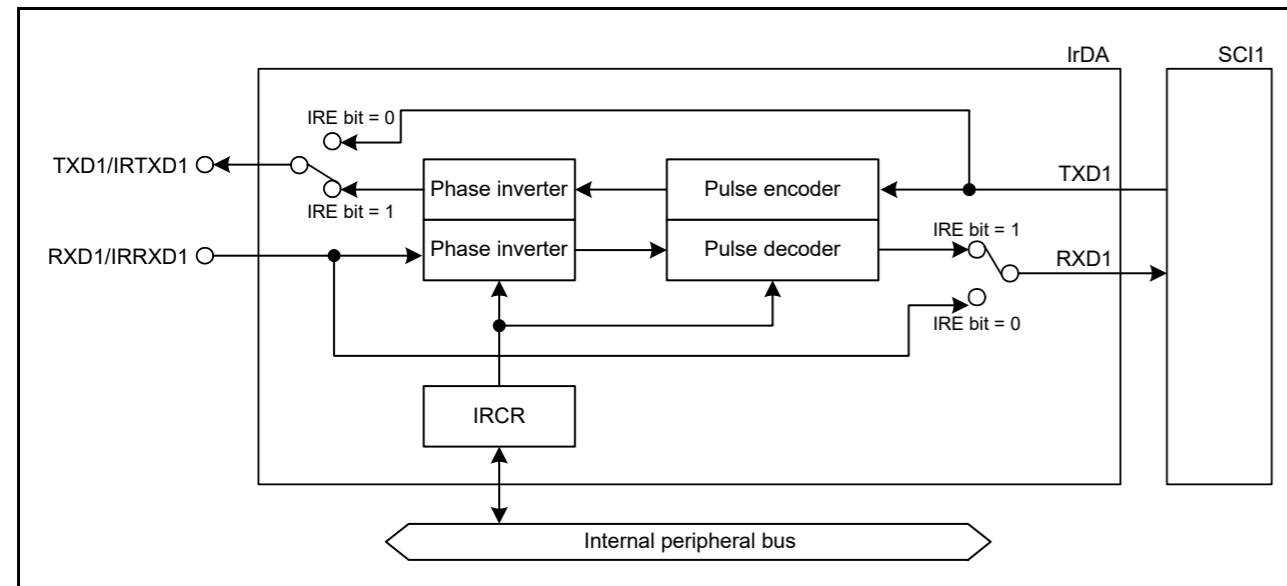 IrDA
SCI1
IRE bit = 0
TXD1/IRTXD1
Phase inverter
Pulse encoder
TXD1
IRE bit = 1
RXD1/IRRXD1
Phase inverter
Pulse decoder
IRE bit = 1
RXD1
IRE bit = 0
IRCR
Internal peripheral bus